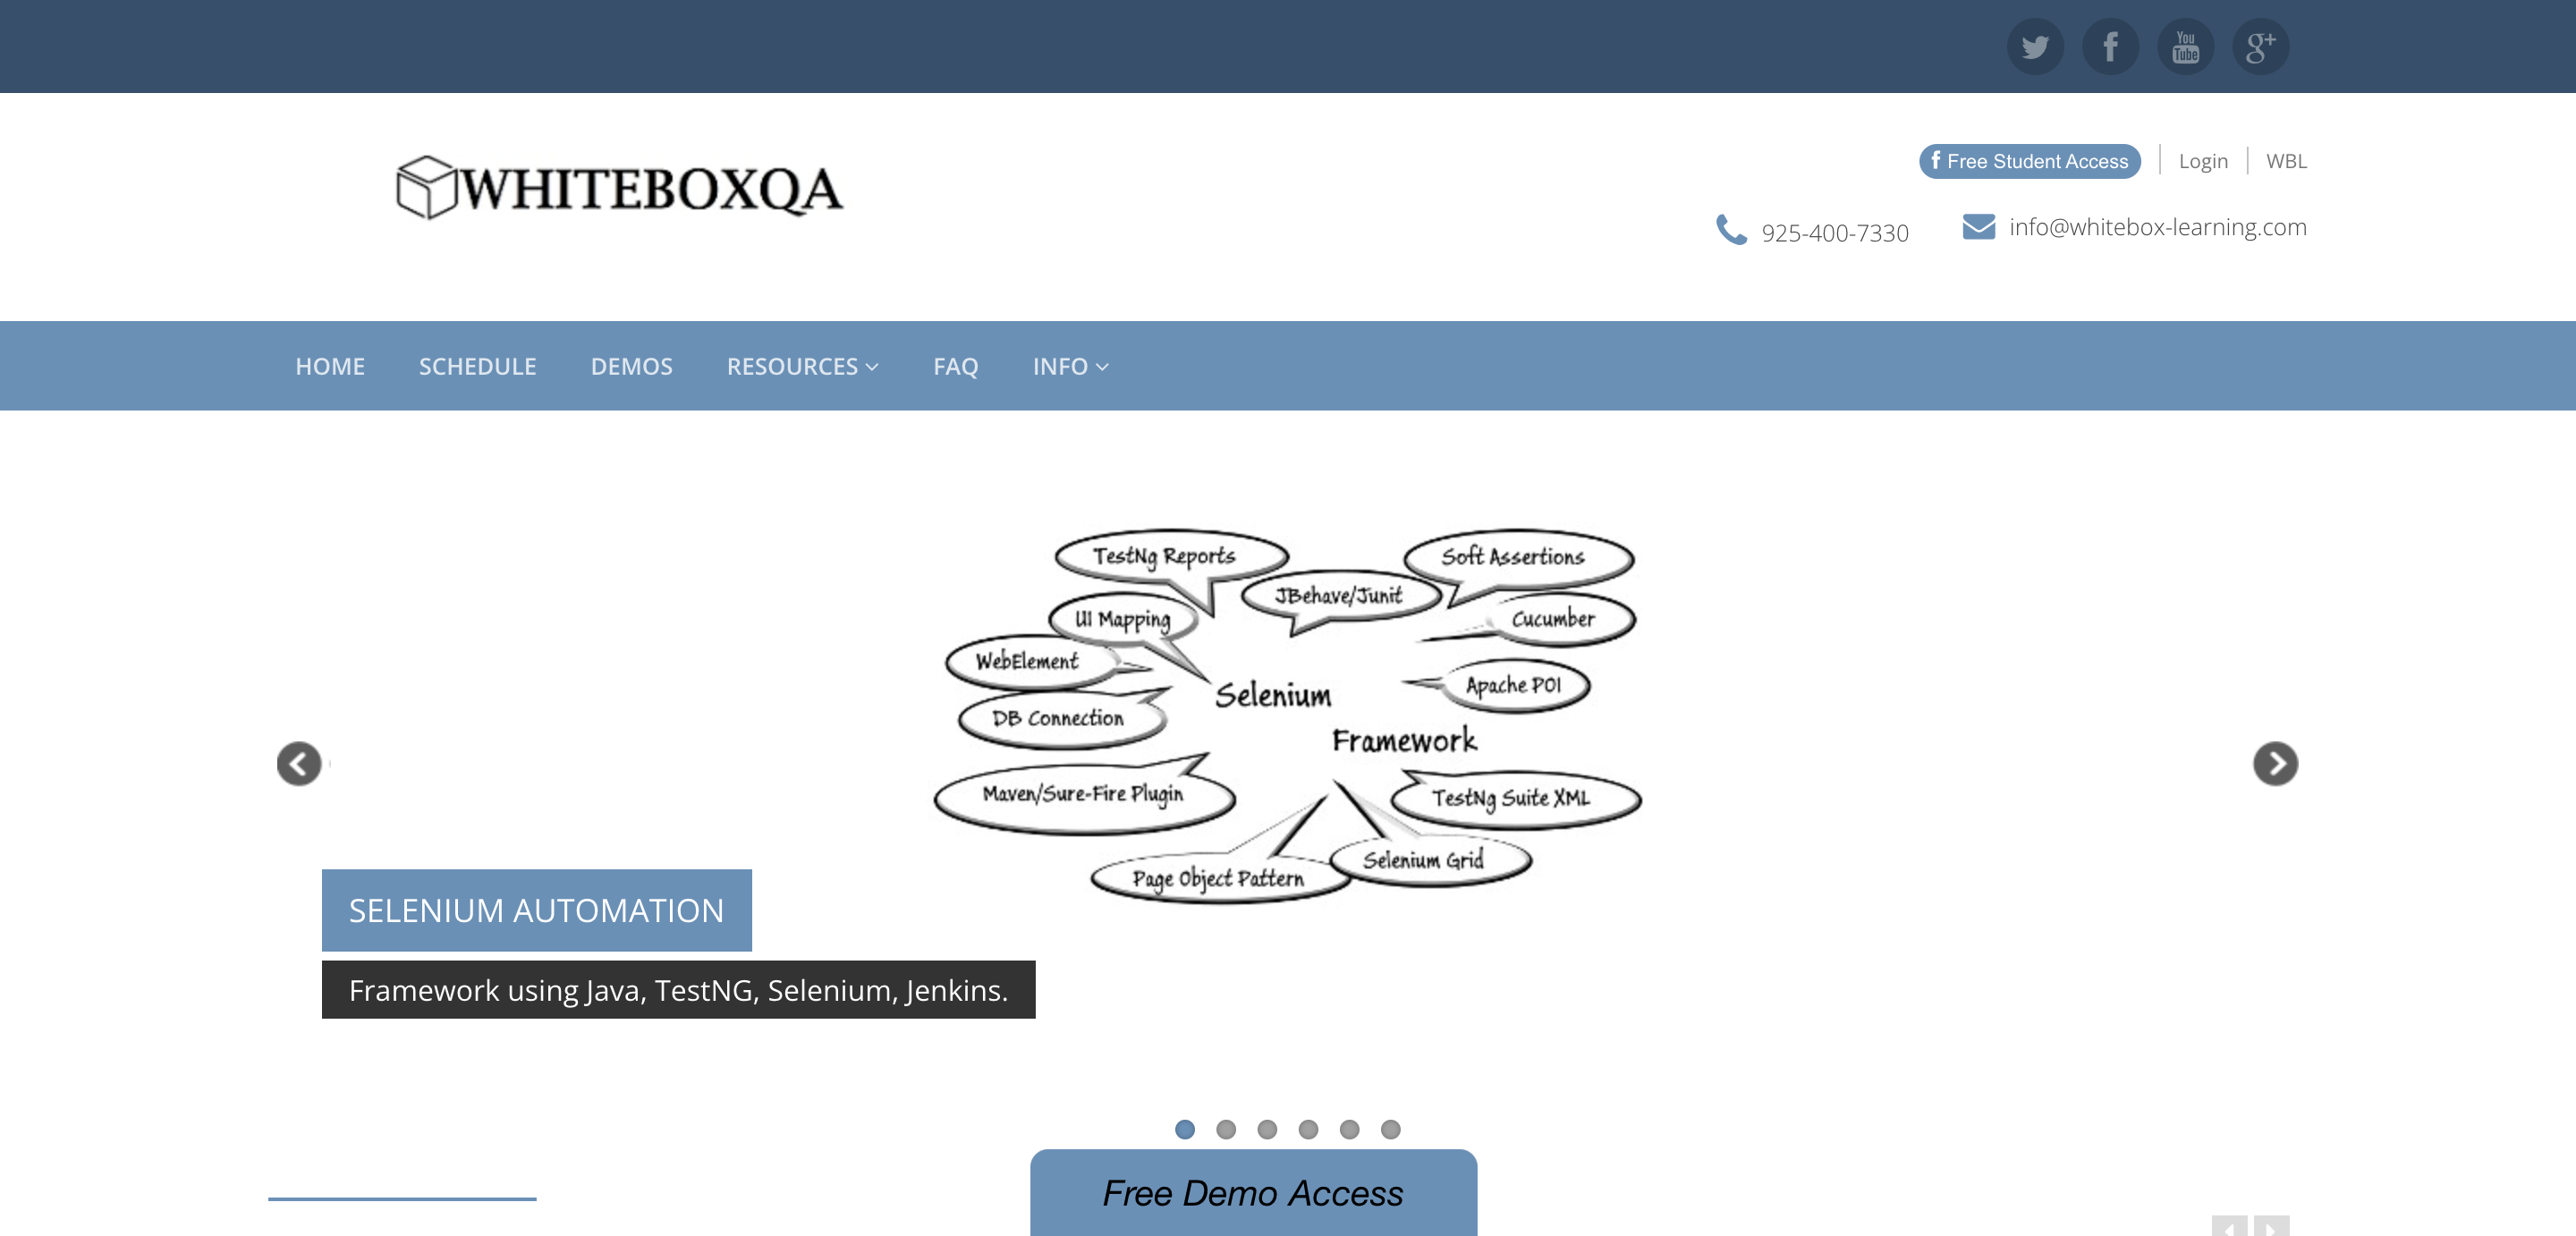 You
Tube
g+
WHITEBOXQA
f Free Student Access
Login
WBL
925-400-7330
info@whitebox-learning.com
HOME
SCHEDULE
DEMOS
RESOURCES
FAQ
INFO
TestNg Reports
Soft Assertions
JBehave/Junit
UI Mapping
Cucumber
WebElement
Apache POI
Selenium
DB Connection
Framework
Maven/Sure-Fire Plugin
TestNg Suite XML
Selenium Grid
Page Object Pattern
SELENIUM AUTOMATION
Framework using Java, TestNG, Selenium, Jenkins.
Free Demo Access